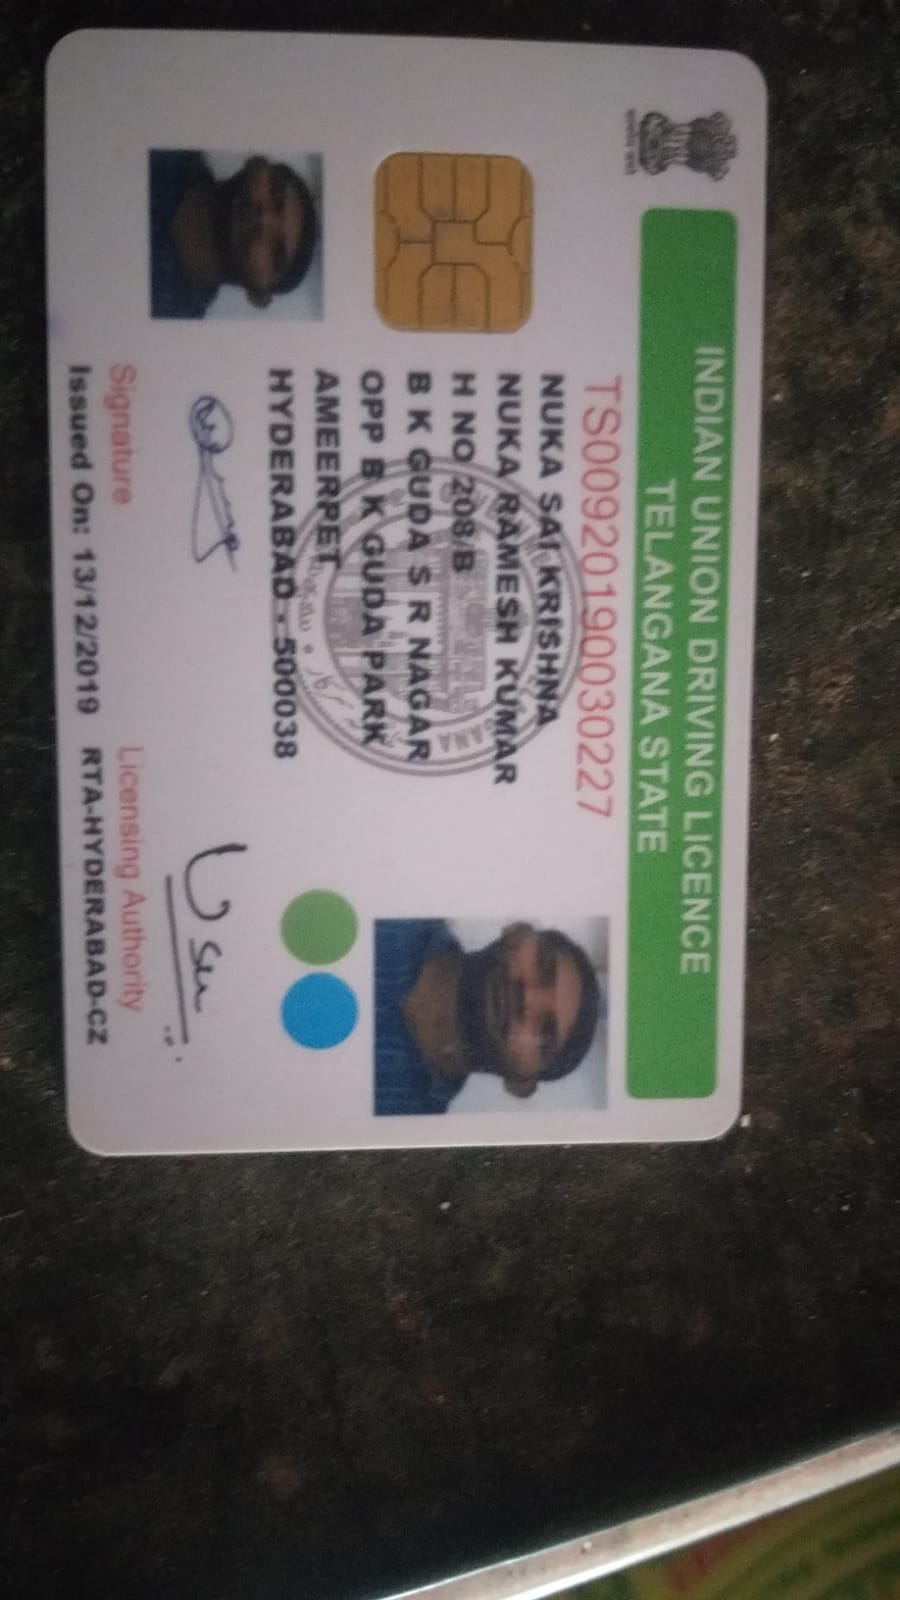 INDIAN UNION DRIVING LICENCE
TELANGANA STATE
TS00920190030227
NUKA SAI KRISHNA
NUKA RAMESH KUMAR
H NO 208/B
B K GUDA S R NAGAR
OPP B K GUDA PARK
AMEERPET
HYDERABAD - 500038
Signature
Licensing Authority
Issued On: 13/12/2019
RTA-HYDERABAD-CZ